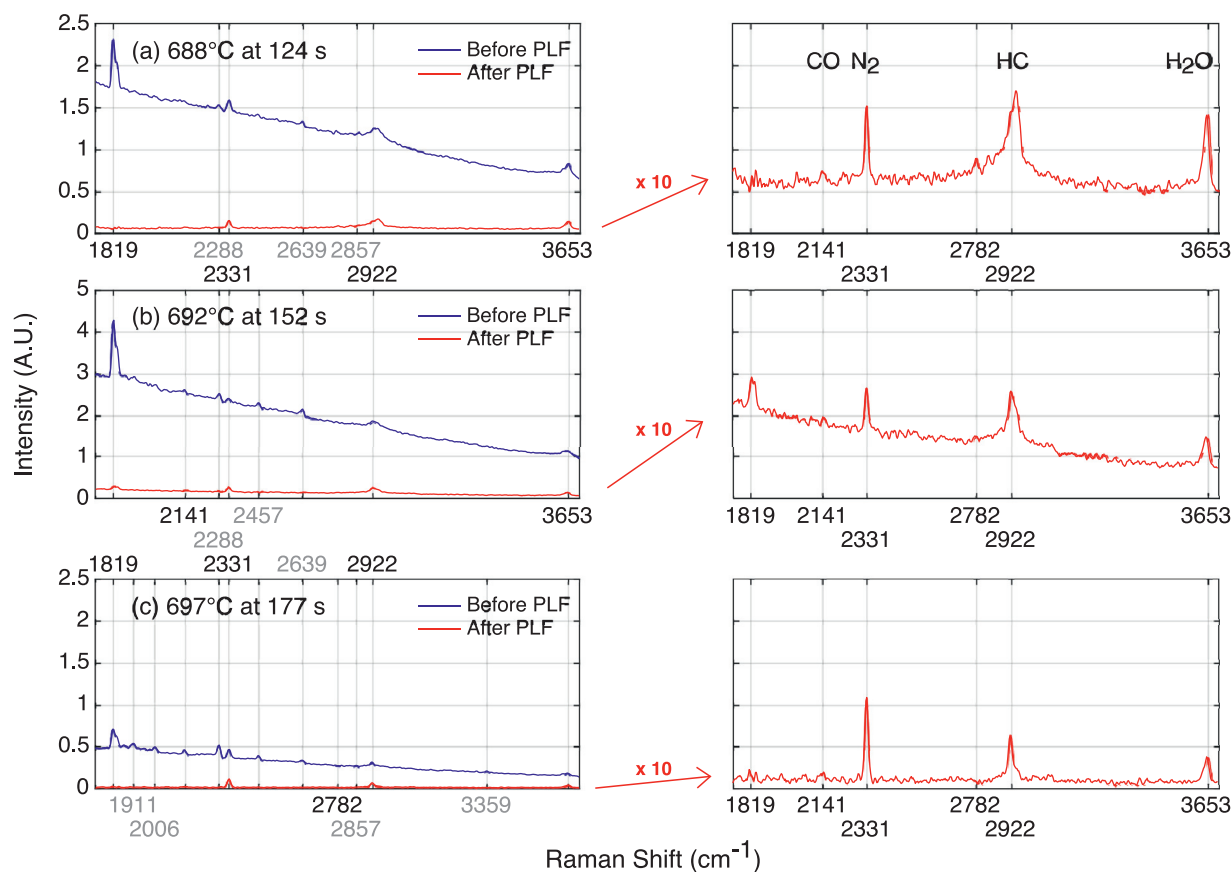 2.5
2
1.5
1
0.5
0
(a) 688°C at 124 s
Before PLF
After PLF
1819 2288 2639 2857 3653
2331 2922
x 10
CO N2 HC H2O
1819 2141 2782 3653
2331 2922
5
4
3
2
1
0
(b) 692°C at 152 s
Before PLF
After PLF
2141 2457 3653
2288
1819 2331 2639 2922
x 10
1819 2141 2782 3653
2331 2922
2.5
2
1.5
1
0.5
0
(c) 697°C at 177 s
Before PLF
After PLF
1911 2782 3359
2006 2857
x 10
1819 2141 2782 3653
2331 2922
Intensity (A.U.)
Raman Shift (cm-1)